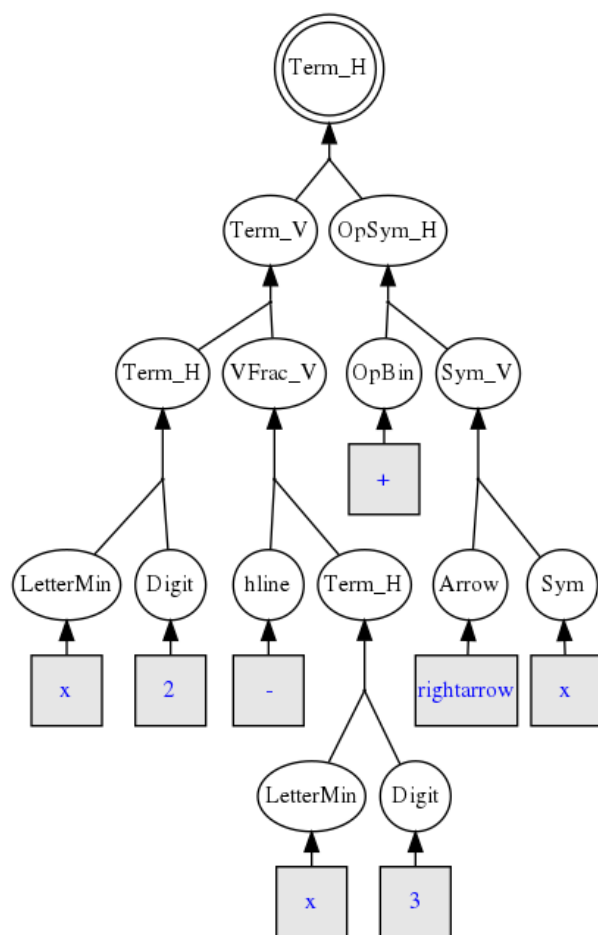 Term_H
Term_V OpSym_H
Term_H VFrac_V OpBin Sym_V
+
LetterMin Digit hline Term_H Arrow Sym
x 2 - rightarrow x
LetterMin Digit
x 3